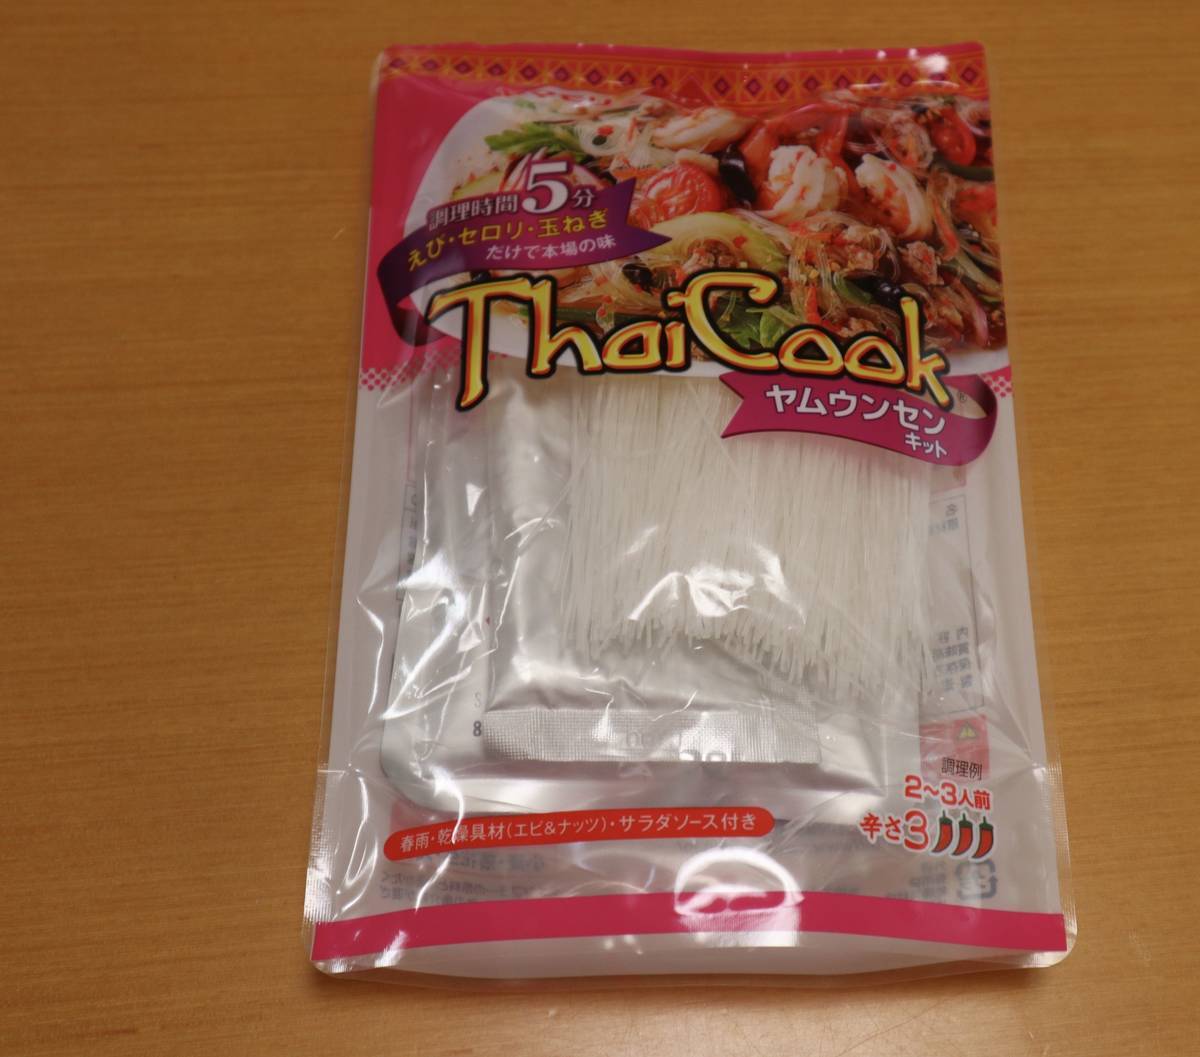 調理時間5分
えび・セロリ・玉ねぎ
だけで本場の味
ThaiCook®
ヤムウンセン
キット
調理例
2〜3人前
辛さ3
春雨・乾燥具材(エビ&ナッツ)・サラダソース付き